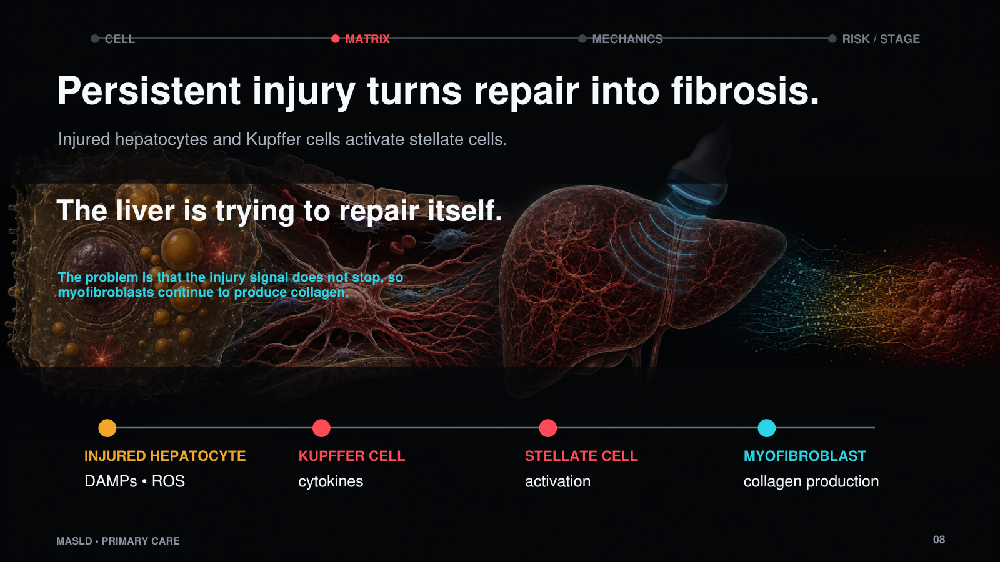 CELL
MATRIX
MECHANICS
RISK / STAGE
Persistent injury turns repair into fibrosis.
Injured hepatocytes and Kupffer cells activate stellate cells.
The liver is trying to repair itself.
The problem is that the injury signal does not stop, so
myofibroblasts continue to produce collagen.
INJURED HEPATOCYTE
DAMPs • ROS
KUPFFER CELL
cytokines
STELLATE CELL
activation
MYOFIBROBLAST
collagen production
MASLD • PRIMARY CARE
08